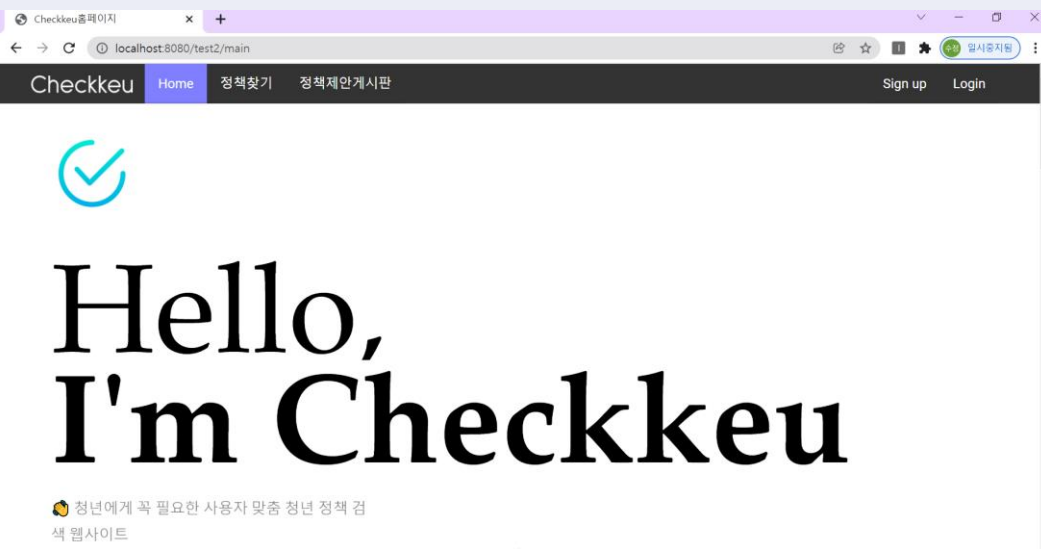 Checkkeu홈페이지
localhost:8080/test2/main
수정 일시중지됨
Checkkeu Home 정책찾기 정책제안게시판 Sign up Login
Hello,
I'm Checkkeu
청년에게 꼭 필요한 사용자 맞춤 청년 정책 검
색 웹사이트